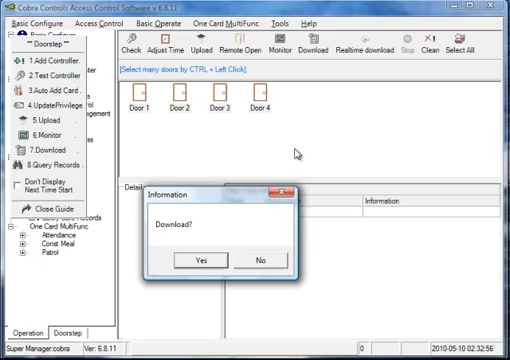 Cobra Controls Access Control Software v 6.8.11
Basic Configure Access Control Basic Operate One Card MultiFunc Tools Help
Check Adjust Time Upload Remote Open Monitor Download Realtime download Stop Clean Select All
** Doorstep **
1.Add Controller.
2.Test Controller
3.Auto Add Card .
4.UpdatePrivilege
5.Upload .
6.Monitor .
7.Download .
8.Query Records .
Don't Display
Next Time Start
Close Guide
[Select many doors by CTRL + Left Click]
Door 1 Door 2 Door 3 Door 4
One Card MultiFunc
Attendance
Const Meal
Patrol
Information
Information
Download?
Yes No
Operation Doorstep
Super Manager:cobra Ver: 6.8.11 0 2010-05-10 02:32:56